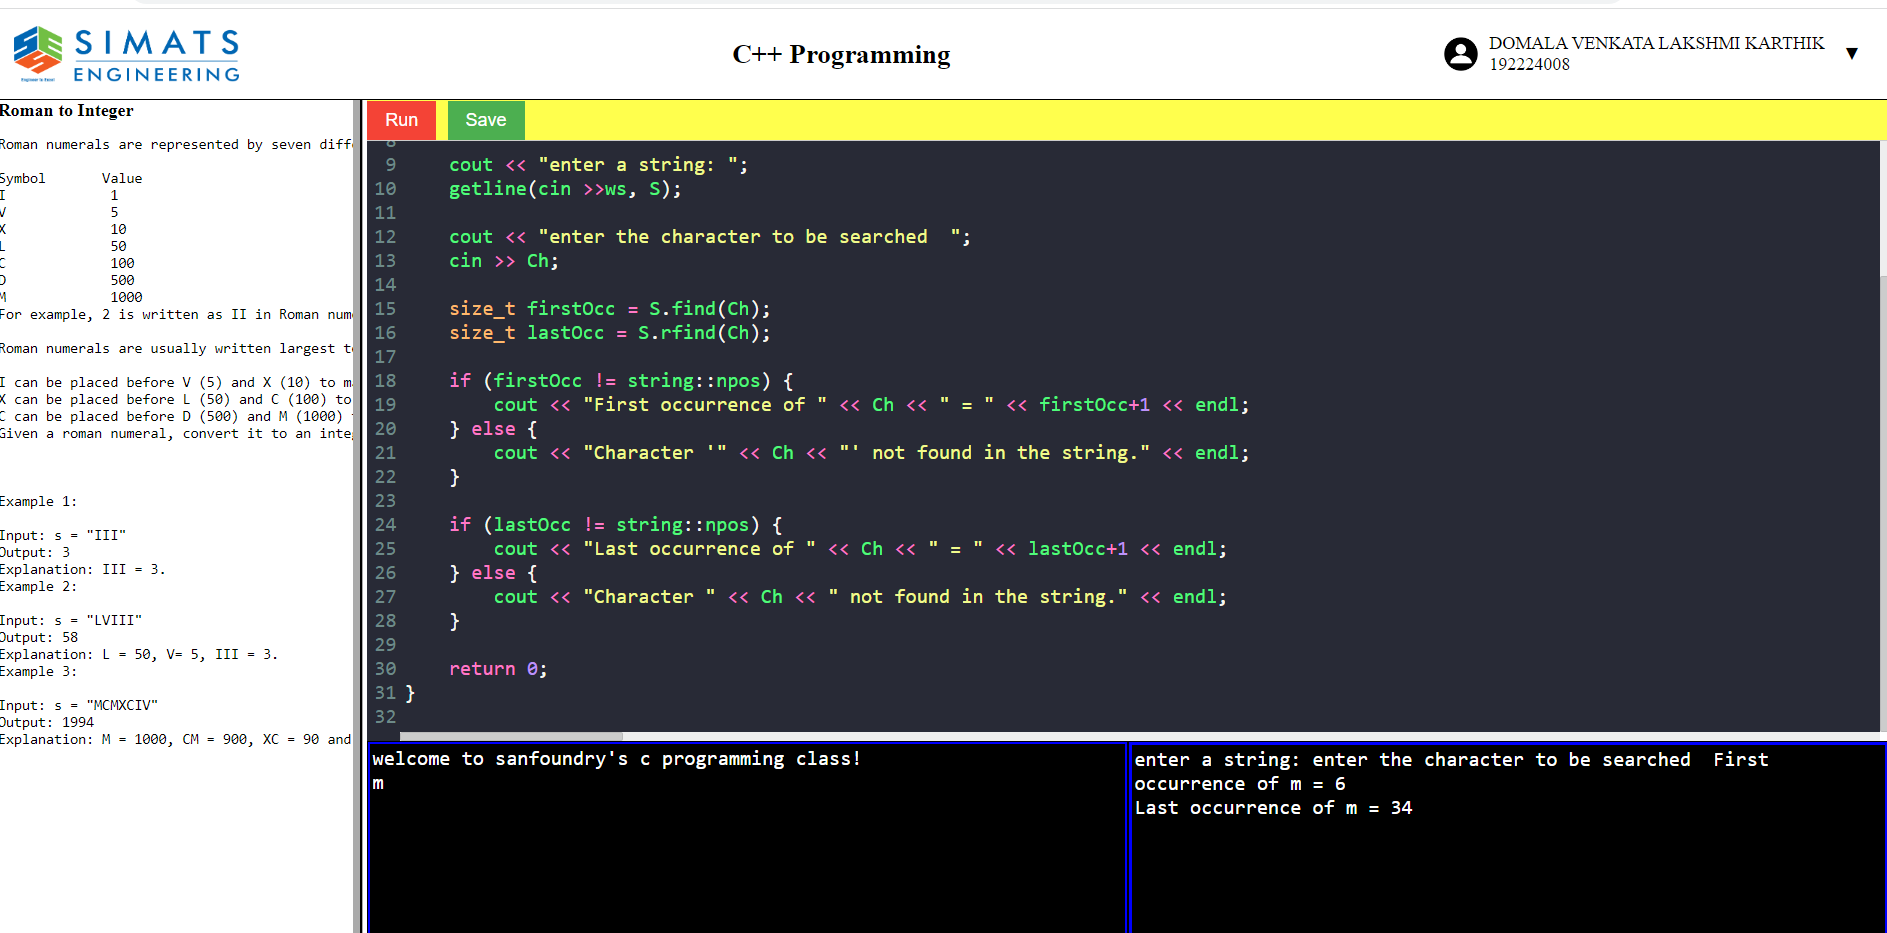 SIMATS
ENGINEERING
C++ Programming
DOMALA VENKATA LAKSHMI KARTHIK
192224008
Roman to Integer
Roman numerals are represented by seven
Symbol       Value
I             1
V             5
X             10
L             50
C             100
D             500
M             1000
For example, 2 is written as II in Roman
Roman numerals are usually written largest
I can be placed before V (5) and X (10) to
X can be placed before L (50) and C (100) to
C can be placed before D (500) and M (1000)
Given a roman numeral, convert it to an
Example 1:
Input: s = "III"
Output: 3
Explanation: III = 3.
Example 2:
Input: s = "LVIII"
Output: 58
Explanation: L = 50, V= 5, III = 3.
Example 3:
Input: s = "MCMXCIV"
Output: 1994
Explanation: M = 1000, CM = 900, XC = 90 and
Run Save
9     cout << "enter a string: ";
10     getline(cin >>ws, S);
11
12     cout << "enter the character to be searched  ";
13     cin >> Ch;
14
15     size_t firstOcc = S.find(Ch);
16     size_t lastOcc = S.rfind(Ch);
17
18     if (firstOcc != string::npos) {
19         cout << "First occurrence of " << Ch << " = " << firstOcc+1 << endl;
20     } else {
21         cout << "Character '" << Ch << "' not found in the string." << endl;
22     }
23
24     if (lastOcc != string::npos) {
25         cout << "Last occurrence of " << Ch << " = " << lastOcc+1 << endl;
26     } else {
27         cout << "Character " << Ch << " not found in the string." << endl;
28     }
29
30     return 0;
31 }
32
welcome to sanfoundry's c programming class!
m
enter a string: enter the character to be searched  First
occurrence of m = 6
Last occurrence of m = 34